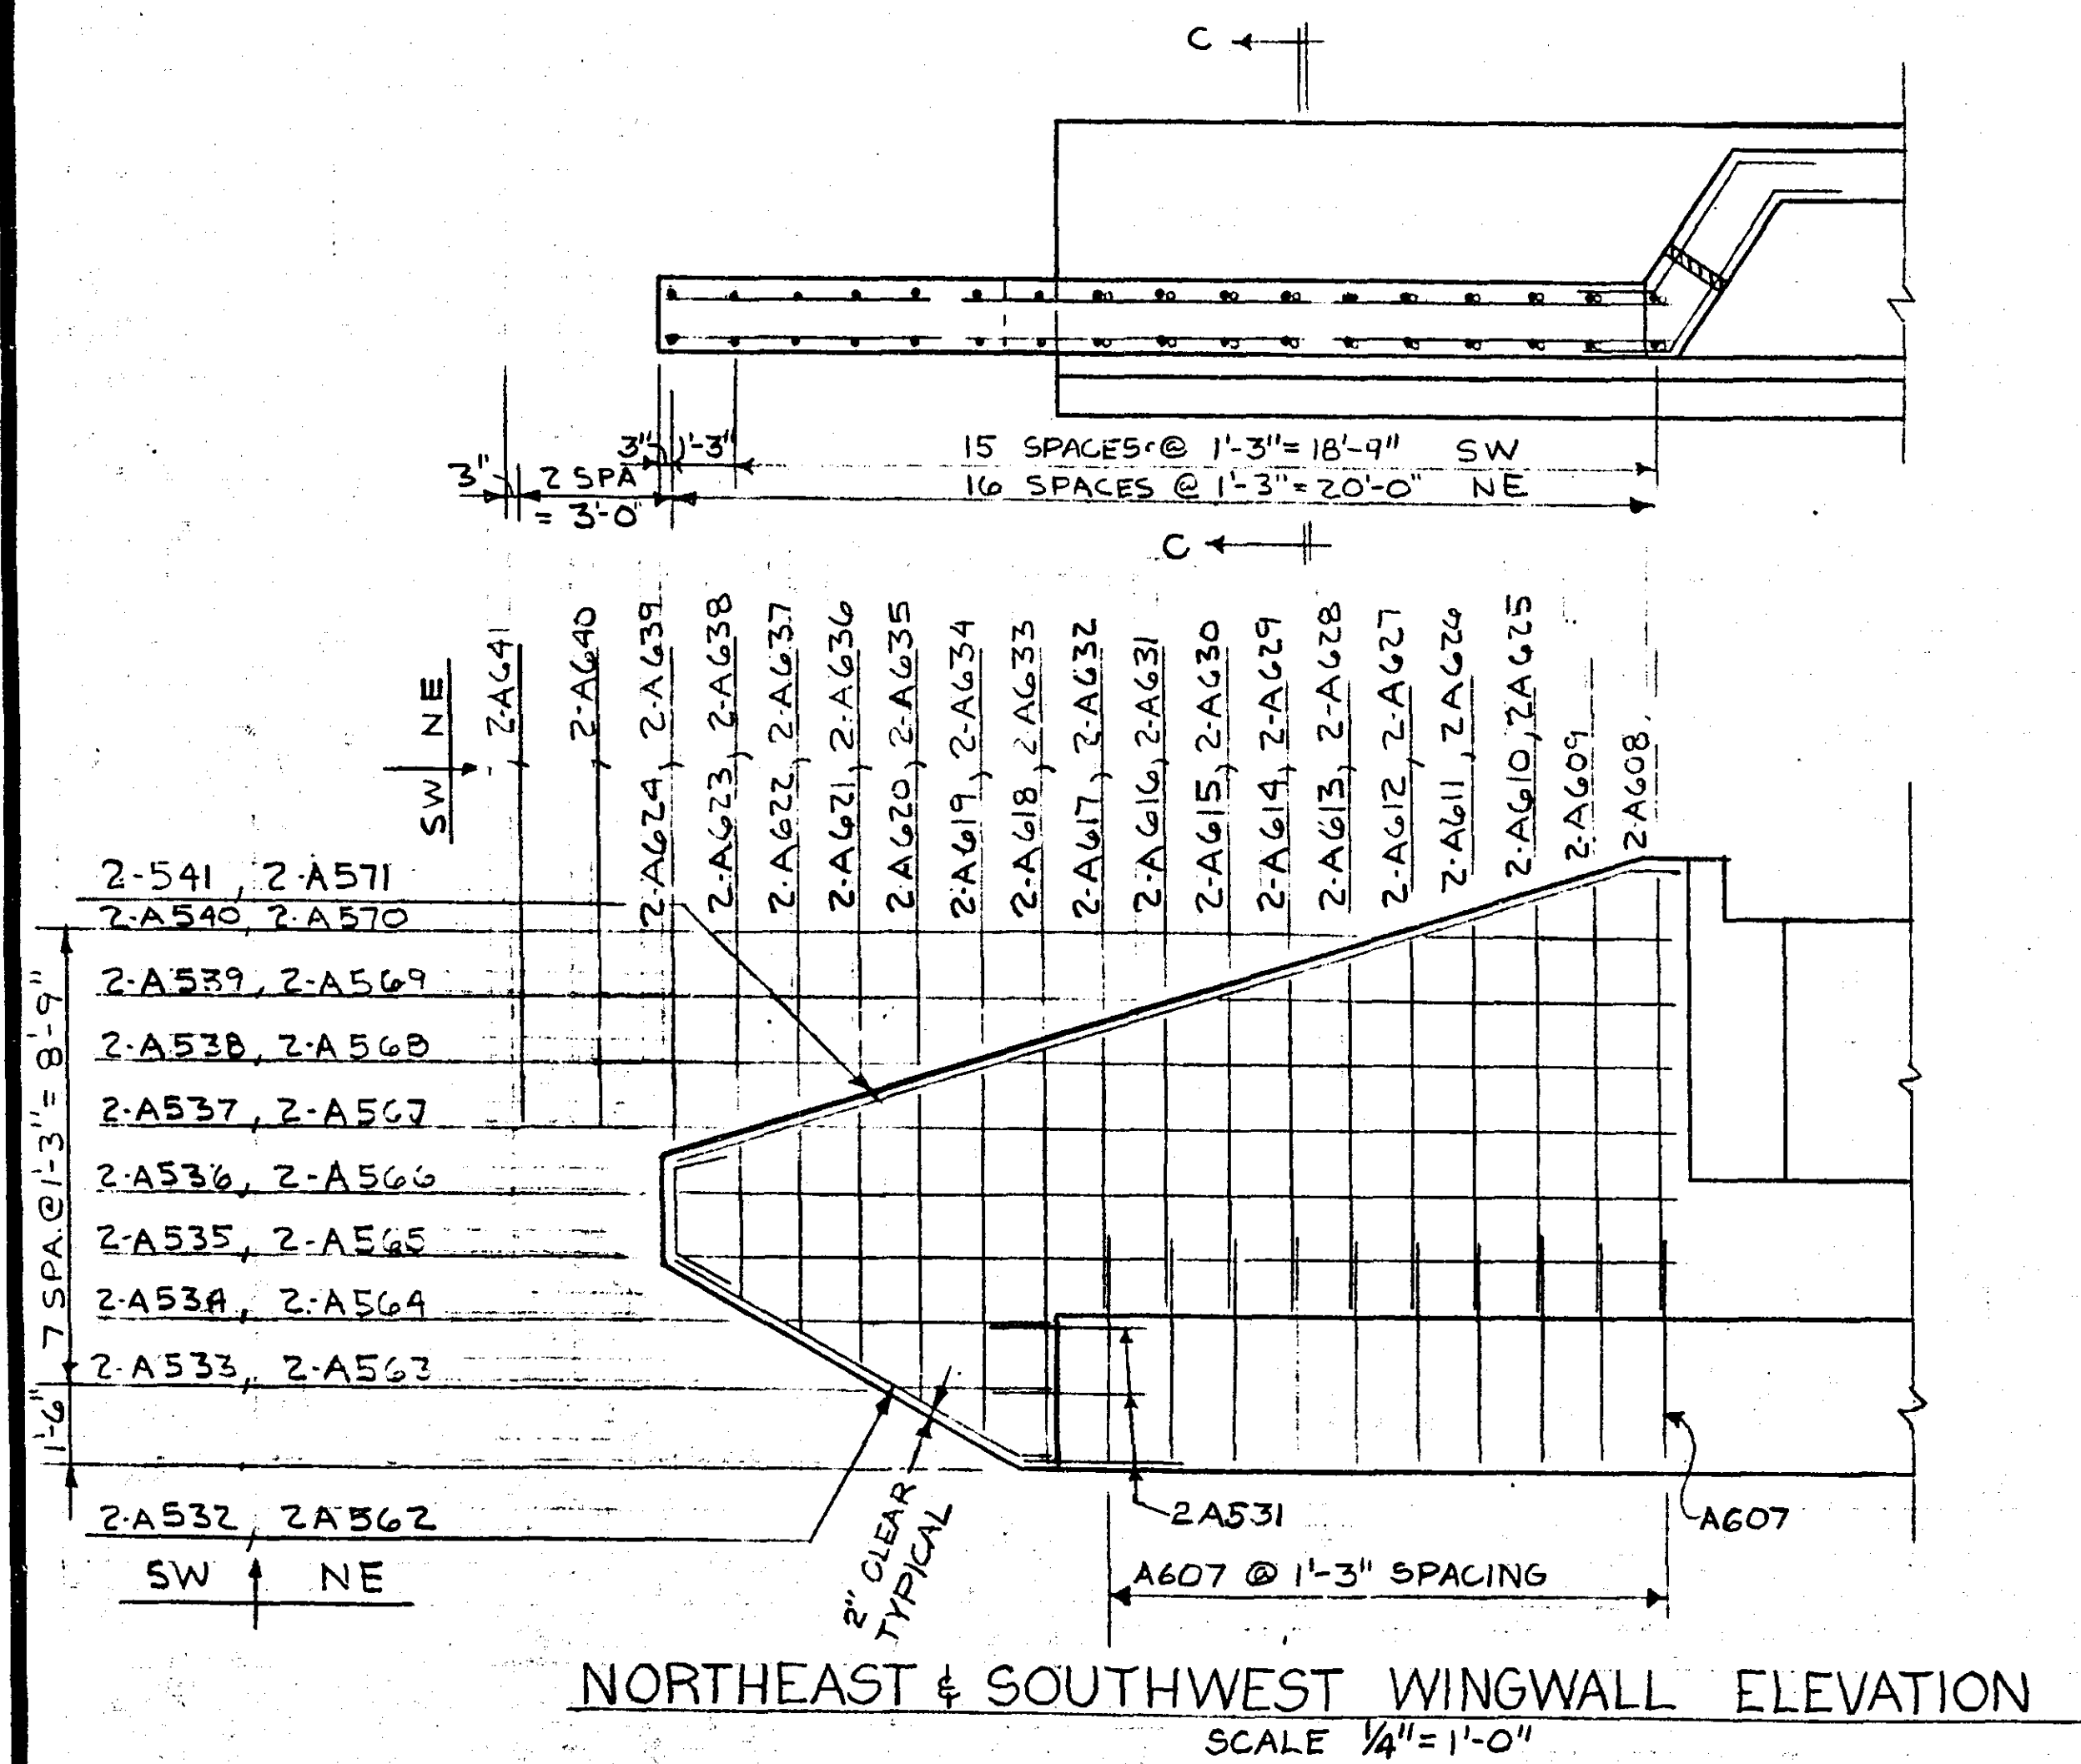 C
3" 1'-3" 15 SPACES @ 1'-3"= 18'-9" SW
3" 2 SPA = 3'-0" 16 SPACES @ 1'-3"= 20'-0" NE
C
SW NE
2-A641
2-A640
2-A624, 2-A639
2-A623, 2-A638
2-A622, 2-A637
2-A621, 2-A636
2-A620, 2-A635
2-A619, 2-A634
2-A618, 2A633
2-A617, 2-A632
2-A616, 2-A631
2-A615, 2-A630
2-A614, 2-A629
2-A613, 2-A628
2-A612, 2-A627
2-A611, 2A626
2-A610, 2A625
2-A609
2-A608.
2-541, 2-A571
2-A540, 2-A570
2-A539, 2-A569
2-A538, 2-A568
2-A537, 2-A567
2-A536, 2-A566
2-A535, 2-A565
2-A534, 2-A564
2-A533, 2-A563
7 SPA.@1'-3"= 8'-9"
1'-6"
2-A532, 2A562
SW NE
2" CLEAR
TYPICAL
2A531
A607
A607 @ 1'-3" SPACING
NORTHEAST & SOUTHWEST WINGWALL ELEVATION
SCALE 1/4"= 1'-0"